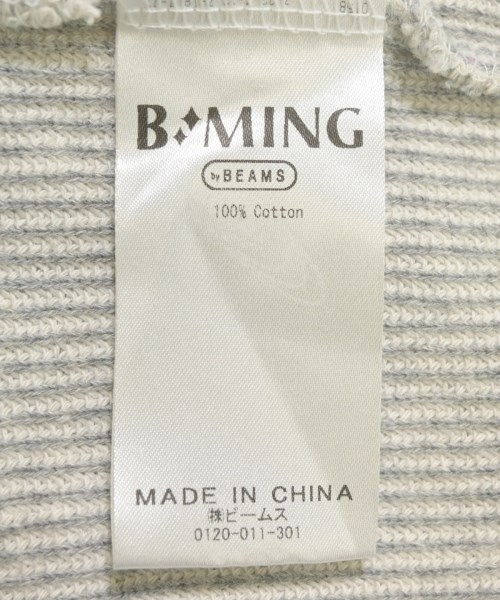 B MING
by BEAMS
100% Cotton
MADE IN CHINA
㈱ビームス
0120-011-301